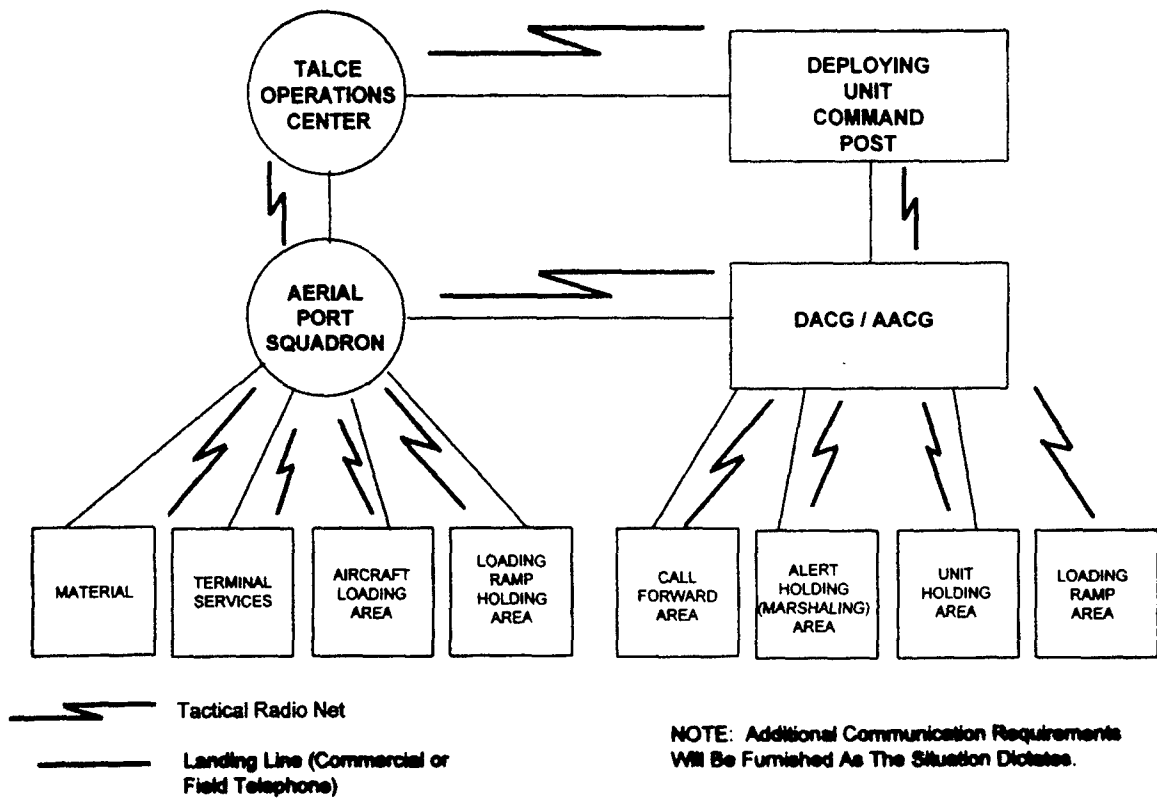 TALCE
OPERATIONS
CENTER
DEPLOYING
UNIT
COMMAND
POST
AERIAL
PORT
SQUADRON
DACG / AACG
MATERIAL
TERMINAL
SERVICES
AIRCRAFT
LOADING
AREA
LOADING
RAMP
HOLDING
AREA
CALL
FORWARD
AREA
ALERT
HOLDING
(MARSHALING)
AREA
UNIT
HOLDING
AREA
LOADING
RAMP
AREA
Tactical Radio Net
Landing Line (Commercial or
Field Telephone)
NOTE: Additional Communication Requirements
Will Be Furnished As The Situation Dictates.